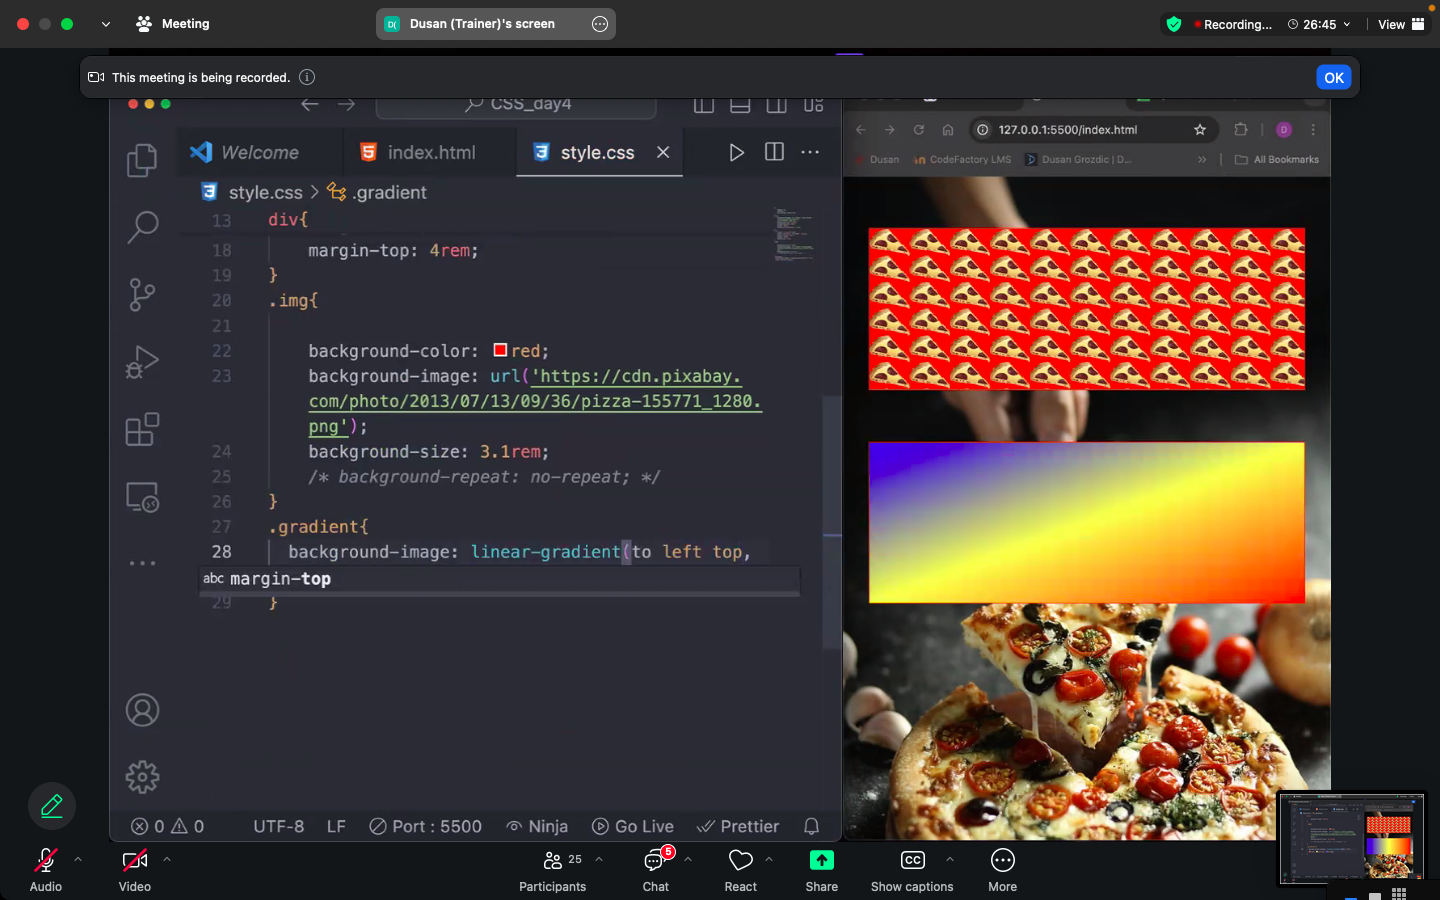 Meeting
D(
Dusan (Trainer)'s screen
Recording...
26:45
View
This meeting is being recorded.
OK
CSS_day4
Welcome
index.html
style.css
127.0.0.1:5500/index.html
D
Dusan
CodeFactory LMS
Dusan Grozdic | D...
All Bookmarks
style.css > .gradient
13 div{
18 margin-top: 4rem;
19 }
20 .img{
21
22 background-color: red;
23 background-image: url('https://cdn.pixabay.
com/photo/2013/07/13/09/36/pizza-155771_1280.
png');
24 background-size: 3.1rem;
25 /* background-repeat: no-repeat; */
26 }
27 .gradient{
28 background-image: linear-gradient(to left top,
abc margin-top
29 }
0 0
UTF-8
LF
Port : 5500
Ninja
Go Live
Prettier
Audio
Video
25
Participants
5
Chat
React
Share
CC
Show captions
More